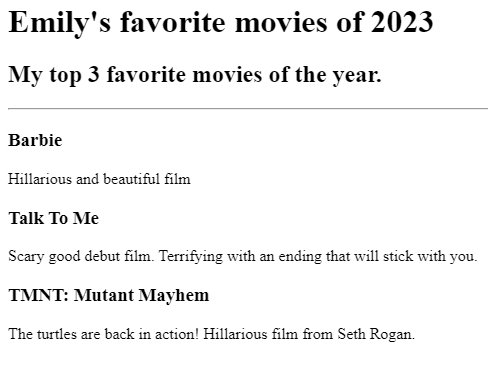 Emily's favorite movies of 2023
My top 3 favorite movies of the year.
Barbie
Hillarious and beautiful film
Talk To Me
Scary good debut film. Terrifying with an ending that will stick with you.
TMNT: Mutant Mayhem
The turtles are back in action! Hillarious film from Seth Rogan.